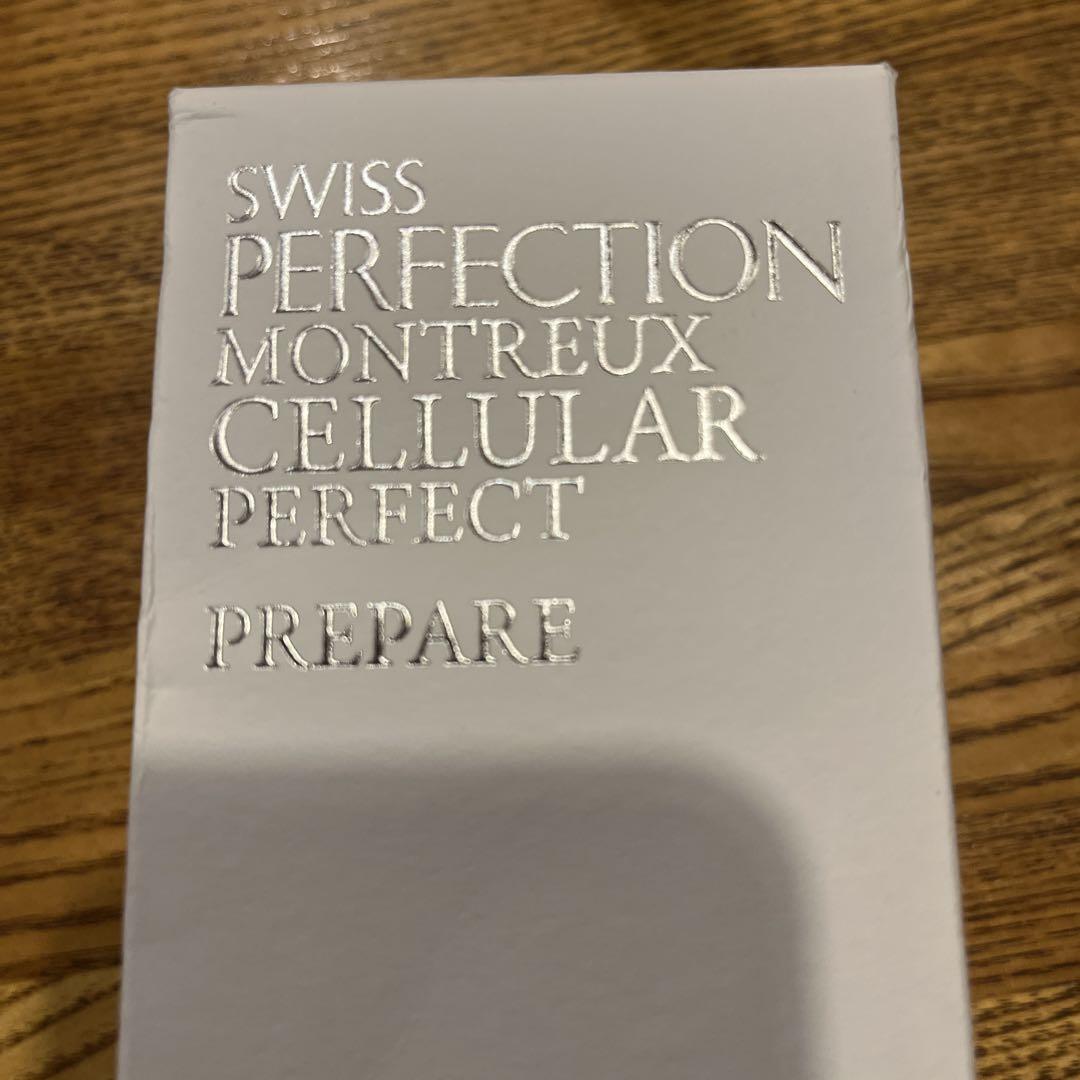 SWISS
PERFECTION
MONTREUX
CELLULAR
PERFECT
PREPARE